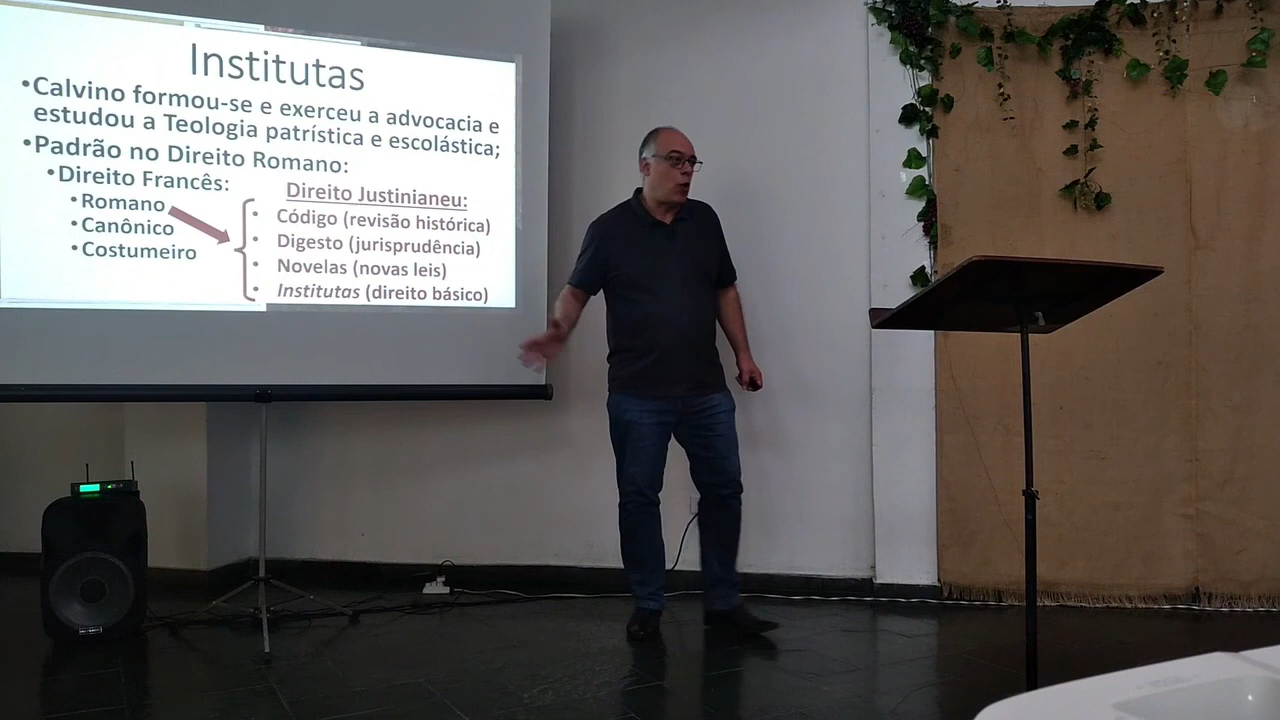 Institutas
•Calvino formou-se e exerceu a advocacia e
estudou a Teologia patrística e escolástica;
•Padrão no Direito Romano:
•Direito Francês:
•Romano
•Canônico
•Costumeiro
Direito Justinianeu:
• Código (revisão histórica)
• Digesto (jurisprudência)
• Novelas (novas leis)
• Institutas (direito básico)